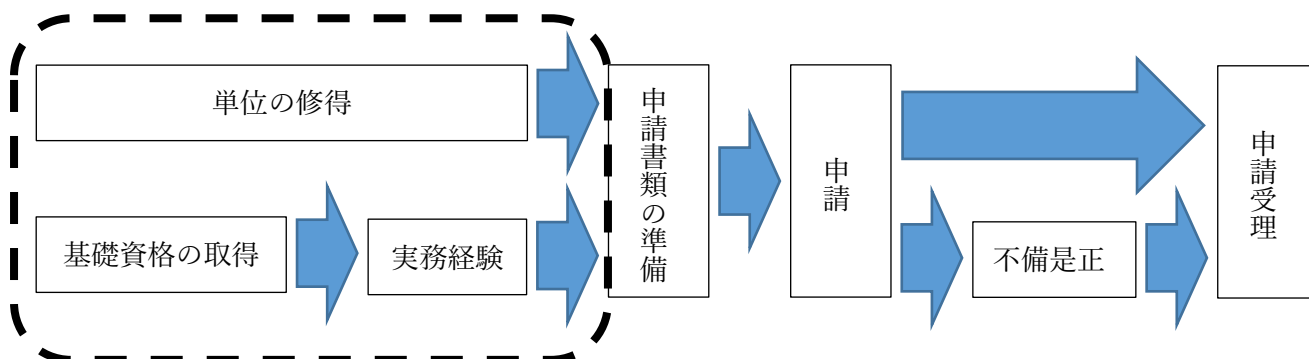 単位の修得
基礎資格の取得
実務経験
申請書類の準備
申請
不備是正
申請受理